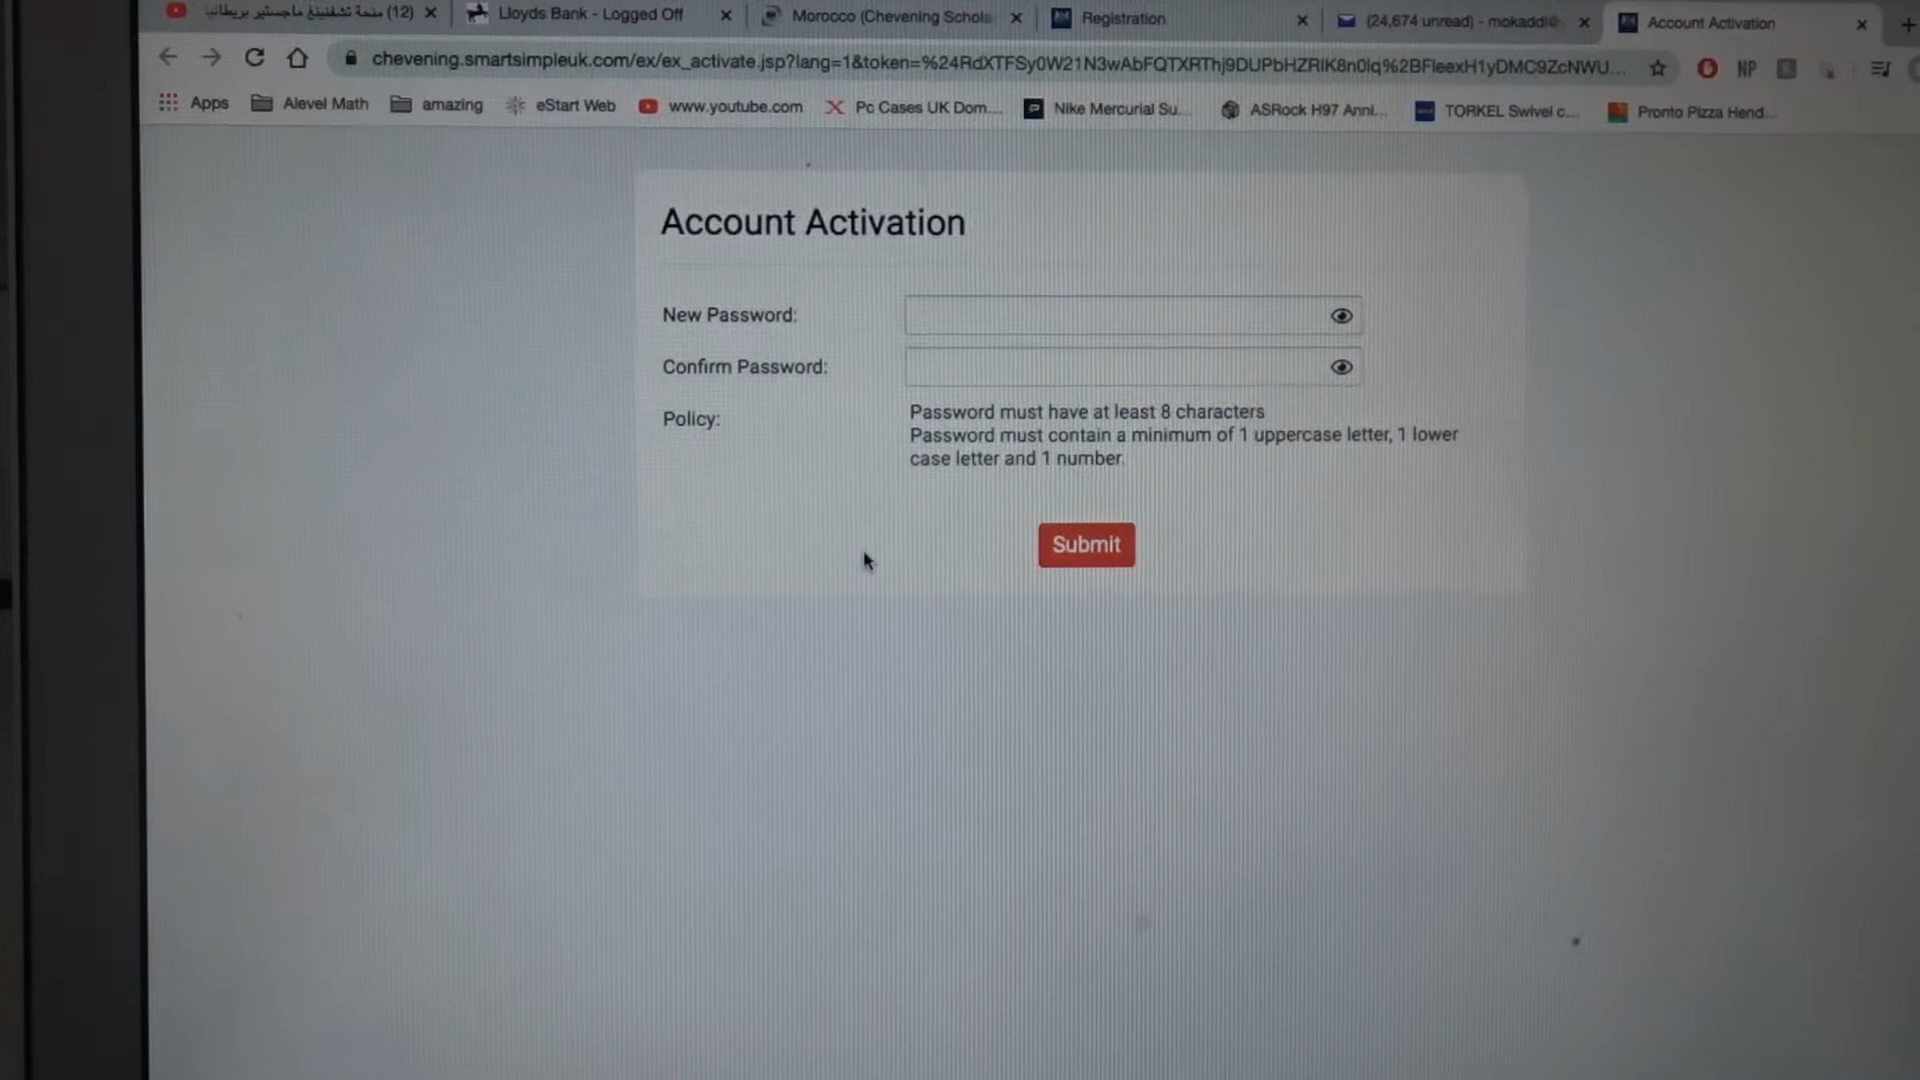 (12) منحة تشفنينغ ماجستير بريطانيا
Lloyds Bank - Logged Off
Morocco (Chevening Schola
Registration
(24,674 unread) - mokaddi@
Account Activation
chevening.smartsimpleuk.com/ex/ex_activate.jsp?lang=1&token=%24RdXTFSy0W21N3wAbFQTXRThj9DUPbHZRIK8n0Iq%2BFIeexH1yDMC9ZcNWU...
NP
Apps
Alevel Math
amazing
eStart Web
www.youtube.com
Pc Cases UK Dom...
Nike Mercurial Su...
ASRock H97 Anni...
TORKEL Swivel c...
Pronto Pizza Hend...
Account Activation
New Password:
Confirm Password:
Policy:
Password must have at least 8 characters
Password must contain a minimum of 1 uppercase letter, 1 lower
case letter and 1 number.
Submit